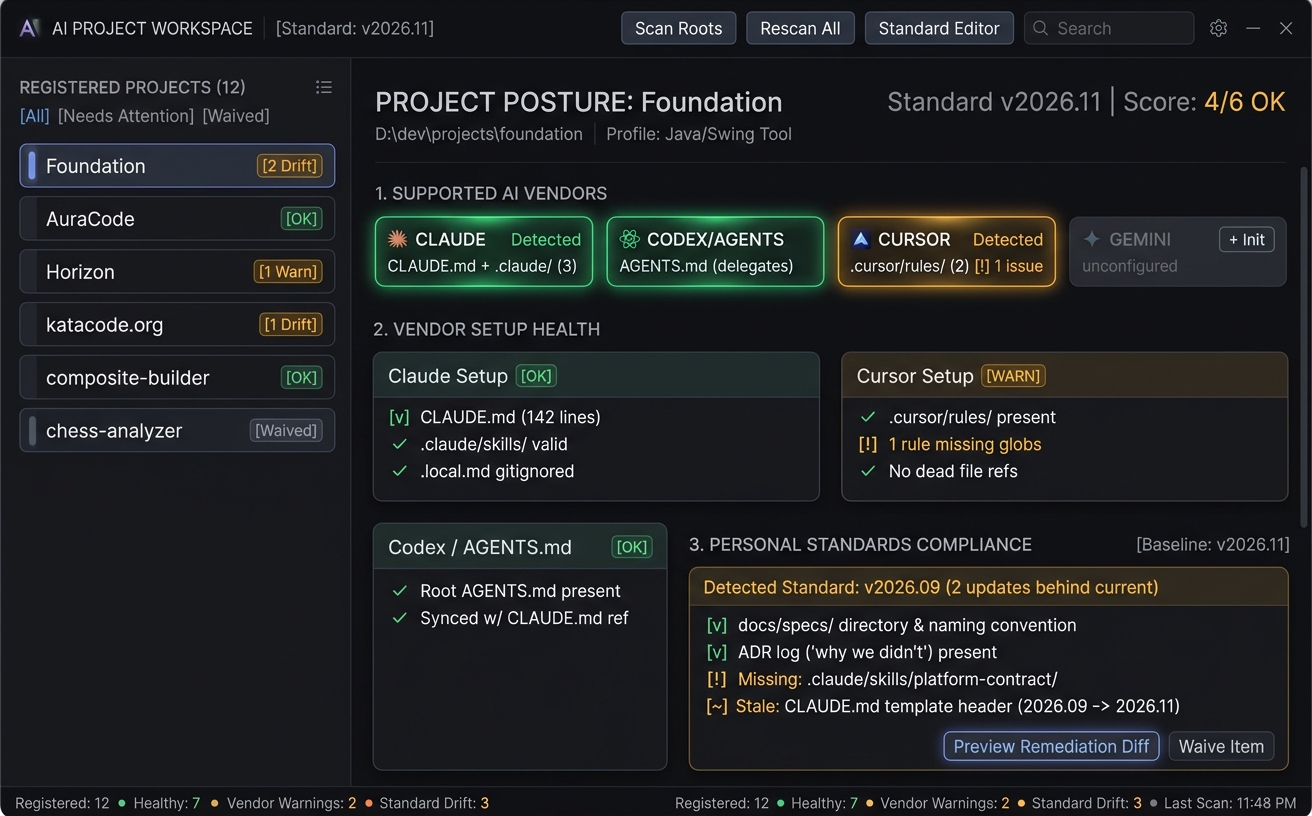 AI PROJECT WORKSPACE [Standard: v2026.11] Scan Roots Rescan All Standard Editor Search
REGISTERED PROJECTS (12)
[All] [Needs Attention] [Waived]
Foundation [2 Drift]
AuraCode [OK]
Horizon [1 Warn]
katacode.org [1 Drift]
composite-builder [OK]
chess-analyzer [Waived]
PROJECT POSTURE: Foundation
Standard v2026.11 | Score: 4/6 OK
D:\dev\projects\foundation Profile: Java/Swing Tool
1. SUPPORTED AI VENDORS
CLAUDE Detected
CLAUDE.md + .claude/ (3)
CODEX/AGENTS
AGENTS.md (delegates)
CURSOR Detected
.cursor/rules/ (2) [!] 1 issue
GEMINI + Init
unconfigured
2. VENDOR SETUP HEALTH
Claude Setup [OK]
[v] CLAUDE.md (142 lines)
✓ .claude/skills/ valid
✓ .local.md gitignored
Cursor Setup [WARN]
✓ .cursor/rules/ present
[!] 1 rule missing globs
✓ No dead file refs
Codex / AGENTS.md [OK]
✓ Root AGENTS.md present
✓ Synced w/ CLAUDE.md ref
3. PERSONAL STANDARDS COMPLIANCE [Baseline: v2026.11]
Detected Standard: v2026.09 (2 updates behind current)
[v] docs/specs/ directory & naming convention
[v] ADR log ('why we didn't') present
[!] Missing: .claude/skills/platform-contract/
[~] Stale: CLAUDE.md template header (2026.09 -> 2026.11)
Preview Remediation Diff Waive Item
Registered: 12 ● Healthy: 7 ● Vendor Warnings: 2 ● Standard Drift: 3
Registered: 12 ● Healthy: 7 ● Vendor Warnings: 2 ● Standard Drift: 3 ● Last Scan: 11:48 PM